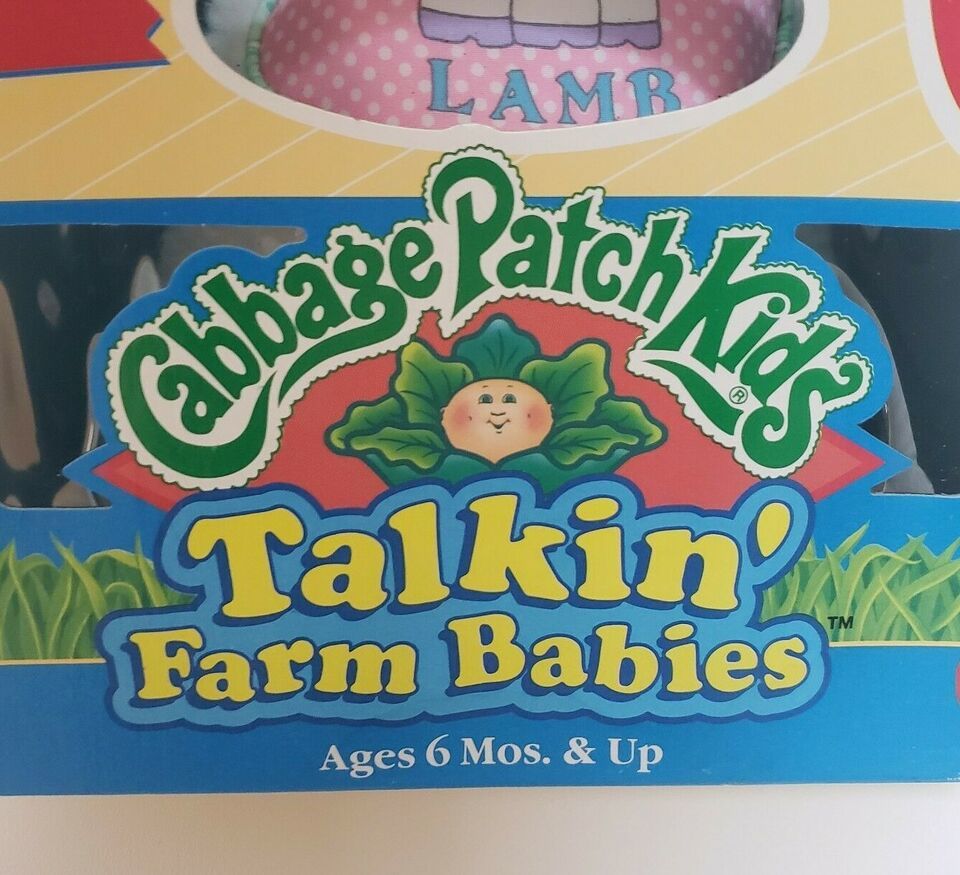 LAMB
Cabbage Patch Kids®
Talkin'
Farm Babies™
Ages 6 Mos. & Up